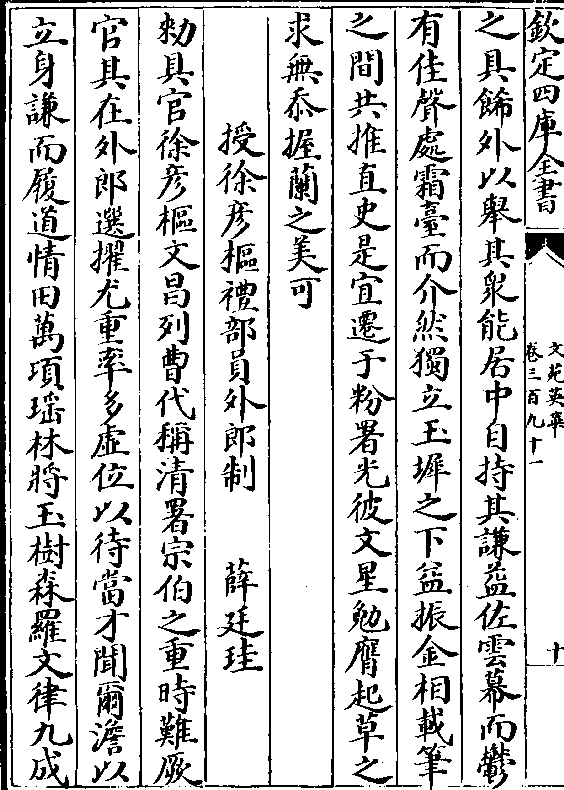 欽定四庫全書
文苑英華
卷三百九十一
十
之具餙外以舉其衆能居中自持其謙益佐雲幕而鬱
有佳聲處霜臺而介然獨立玉墀之下益振金相載筆
之間共推直史是宜遷于粉署光彼文星勉膺起草之
求無忝握蘭之美可
授徐彦樞禮部員外郎制　薛廷珪
勑具官徐彦樞文昌列曹代稱清署宗伯之重時難厥
官其在外郎選擢尤重率多虚位以待當才聞爾澹以
立身謙而履道情田萬項瑶林將玉樹森羅文律九成